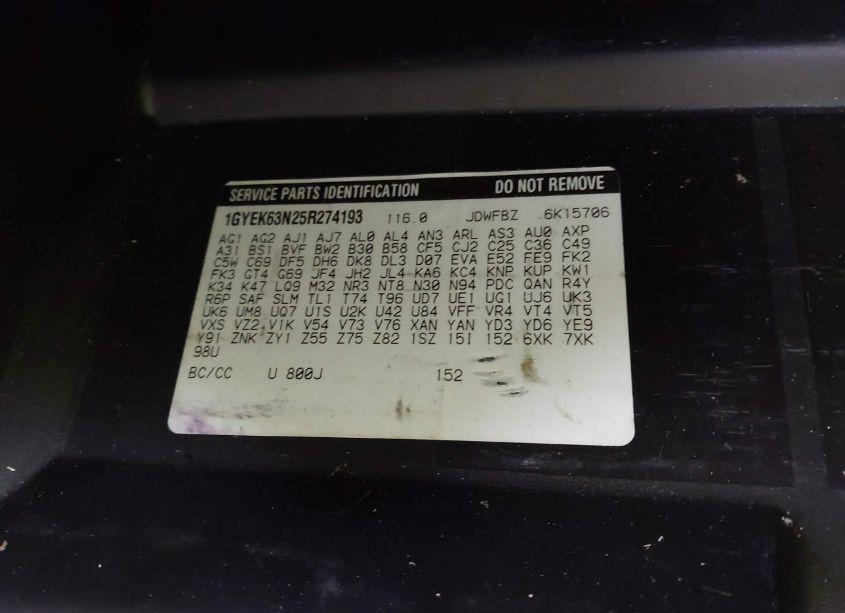 SERVICE PARTS IDENTIFICATION DO NOT REMOVE
1GYEK63N25R274193 116.0 JDWFBZ 6K15706
AG1 AG2 AJ1 AJ7 AL0 AL4 AN3 ARL AS3 AU0 AXP
A31 BS1 BVF BW2 B30 B58 CF5 CJ2 C25 C36 C49
C5W C69 DF5 DH6 DK8 DL3 D07 EVA E52 FE9 FK2
FK3 GT4 G69 JF4 JH2 JL4 KA6 KC4 KNP KUP KW1
K34 K47 LQ9 M32 NR3 NT8 N30 N94 PDC QAN R4Y
R6P SAF SLM TL1 T74 T96 UD7 UE1 UG1 UJ6 UK3
UK6 UM8 UQ7 U1S U2K U42 U84 VFF VR4 VT4 VT5
VXS VZ2 V1K V54 V73 V76 XAN YAN YD3 YD6 YE9
Y91 ZNK ZY1 Z55 Z75 Z82 1SZ 15I 152 6XK 7XK
98U
BC/CC U 800J 152